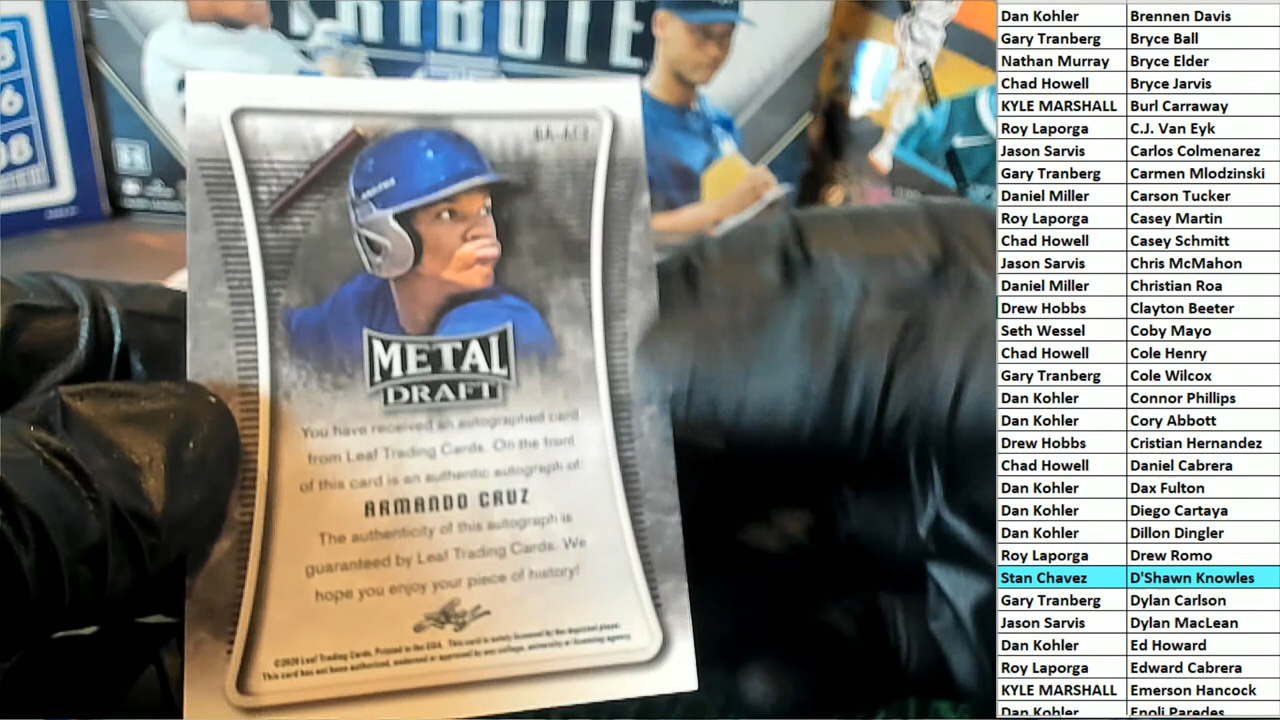 TRIBUTE
BA-AC1
METAL
DRAFT
You have received an autographed card
from Leaf Trading Cards. On the front
of this card is an authentic autograph of:
ARMANDO CRUZ
The authenticity of this autograph is
guaranteed by Leaf Trading Cards. We
hope you enjoy your piece of history!
©2020 Leaf Trading Cards. Printed in the USA. This card is solely licensed by the depicted player.
This card has not been authorized, endorsed or approved by any college, university or licensing agency.
Dan Kohler Brennen Davis
Gary Tranberg Bryce Ball
Nathan Murray Bryce Elder
Chad Howell Bryce Jarvis
KYLE MARSHALL Burl Carraway
Roy Laporga C.J. Van Eyk
Jason Sarvis Carlos Colmenarez
Gary Tranberg Carmen Mlodzinski
Daniel Miller Carson Tucker
Roy Laporga Casey Martin
Chad Howell Casey Schmitt
Jason Sarvis Chris McMahon
Daniel Miller Christian Roa
Drew Hobbs Clayton Beeter
Seth Wessel Coby Mayo
Chad Howell Cole Henry
Gary Tranberg Cole Wilcox
Dan Kohler Connor Phillips
Dan Kohler Cory Abbott
Drew Hobbs Cristian Hernandez
Chad Howell Daniel Cabrera
Dan Kohler Dax Fulton
Dan Kohler Diego Cartaya
Dan Kohler Dillon Dingler
Roy Laporga Drew Romo
Stan Chavez D'Shawn Knowles
Gary Tranberg Dylan Carlson
Jason Sarvis Dylan MacLean
Dan Kohler Ed Howard
Roy Laporga Edward Cabrera
KYLE MARSHALL Emerson Hancock
Dan Kohler Enoli Paredes